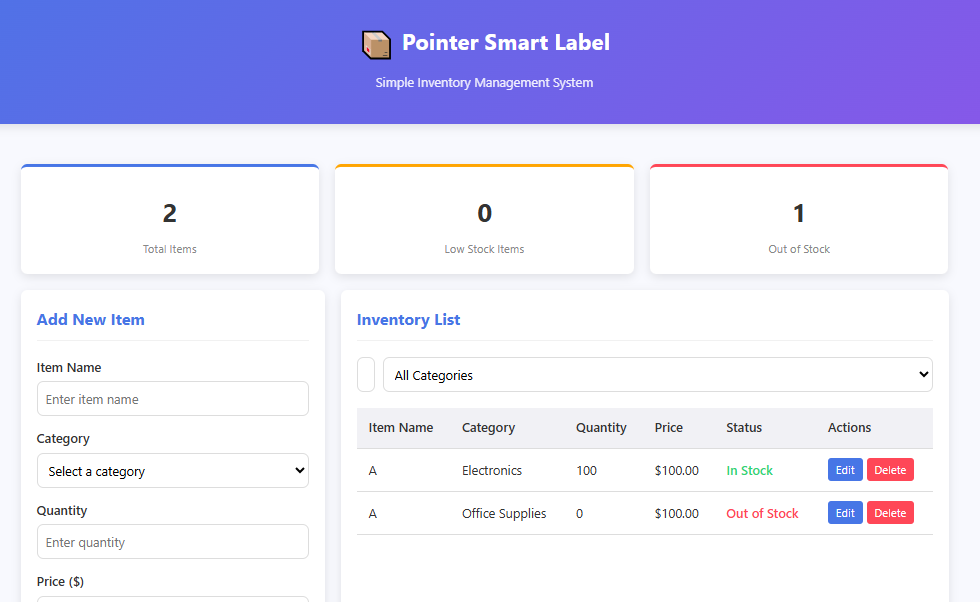 Pointer Smart Label
Simple Inventory Management System
2
Total Items
0
Low Stock Items
1
Out of Stock
Add New Item
Item Name
Enter item name
Category
Select a category
Quantity
Enter quantity
Price ($)
Inventory List
All Categories
Item Name Category Quantity Price Status Actions
A Electronics 100 $100.00 In Stock Edit Delete
A Office Supplies 0 $100.00 Out of Stock Edit Delete